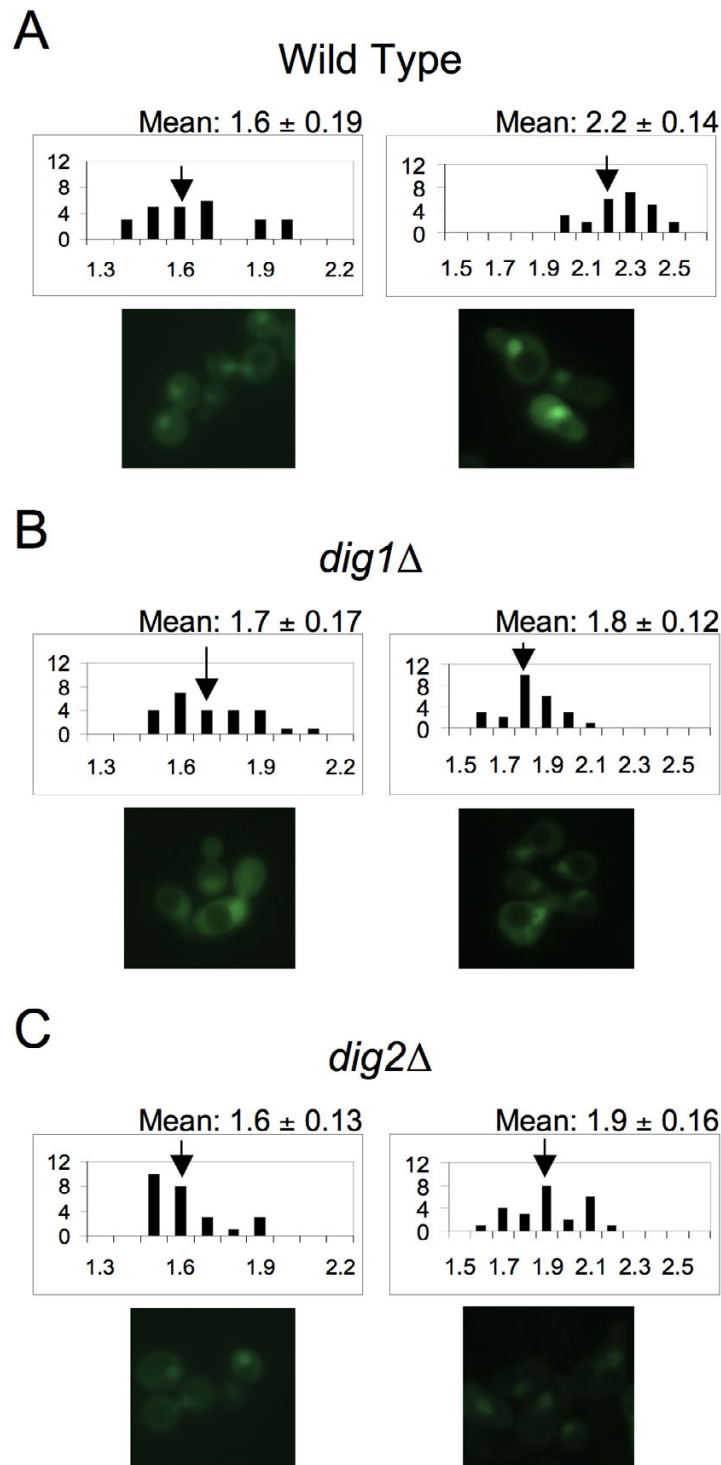 A
Wild Type
Mean: 1.6 ± 0.19
12
8
4
0
1.3 1.6 1.9 2.2
Mean: 2.2 ± 0.14
12
8
4
0
1.5 1.7 1.9 2.1 2.3 2.5
B
dig1Δ
Mean: 1.7 ± 0.17
12
8
4
0
1.3 1.6 1.9 2.2
Mean: 1.8 ± 0.12
12
8
4
0
1.5 1.7 1.9 2.1 2.3 2.5
C
dig2Δ
Mean: 1.6 ± 0.13
12
8
4
0
1.3 1.6 1.9 2.2
Mean: 1.9 ± 0.16
12
8
4
0
1.5 1.7 1.9 2.1 2.3 2.5